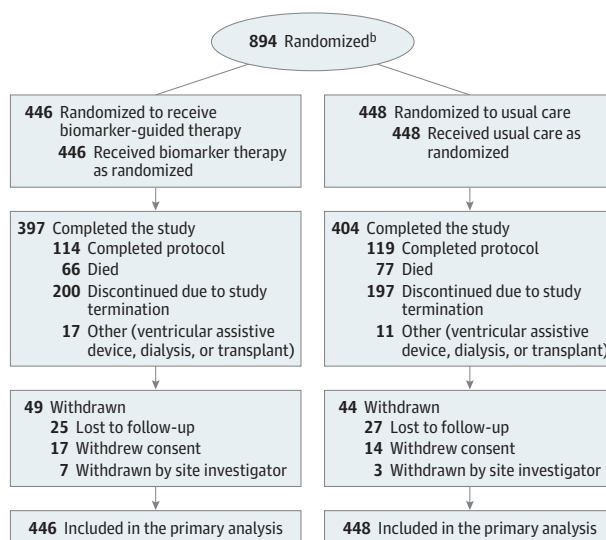 894 Randomizedb
446 Randomized to receive
biomarker-guided therapy
446 Received biomarker therapy
as randomized
448 Randomized to usual care
448 Received usual care as
randomized
397 Completed the study
114 Completed protocol
66 Died
200 Discontinued due to study
termination
17 Other (ventricular assistive
device, dialysis, or transplant)
404 Completed the study
119 Completed protocol
77 Died
197 Discontinued due to study
termination
11 Other (ventricular assistive
device, dialysis, or transplant)
49 Withdrawn
25 Lost to follow-up
17 Withdrew consent
7 Withdrawn by site investigator
44 Withdrawn
27 Lost to follow-up
14 Withdrew consent
3 Withdrawn by site investigator
446 Included in the primary analysis
448 Included in the primary analysis